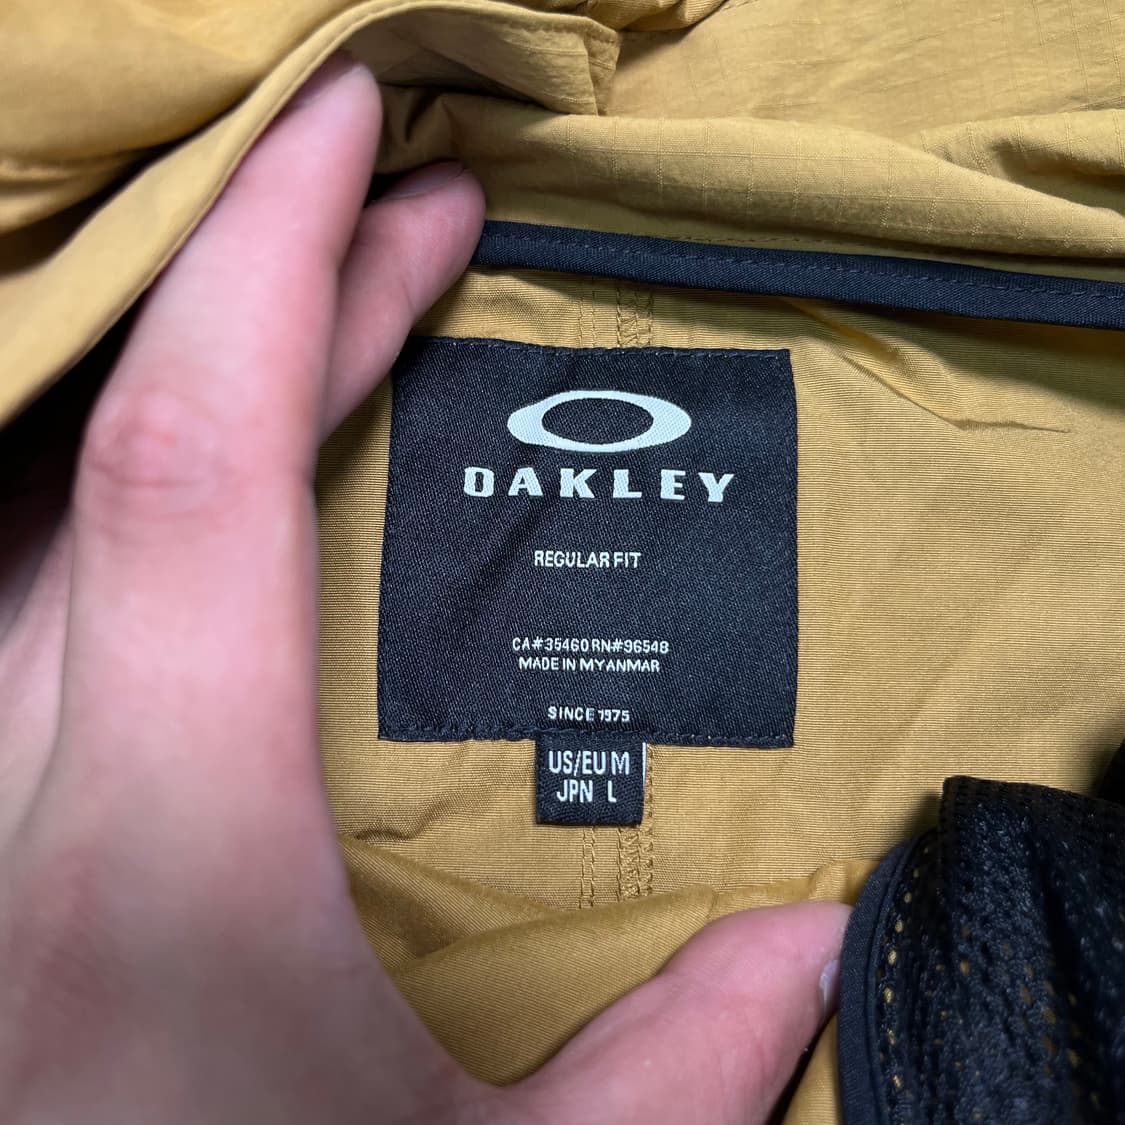 OAKLEY
REGULAR FIT
CA#35460 RN#96548
MADE IN MYANMAR
SINCE 1975
US/EU M
JPN L